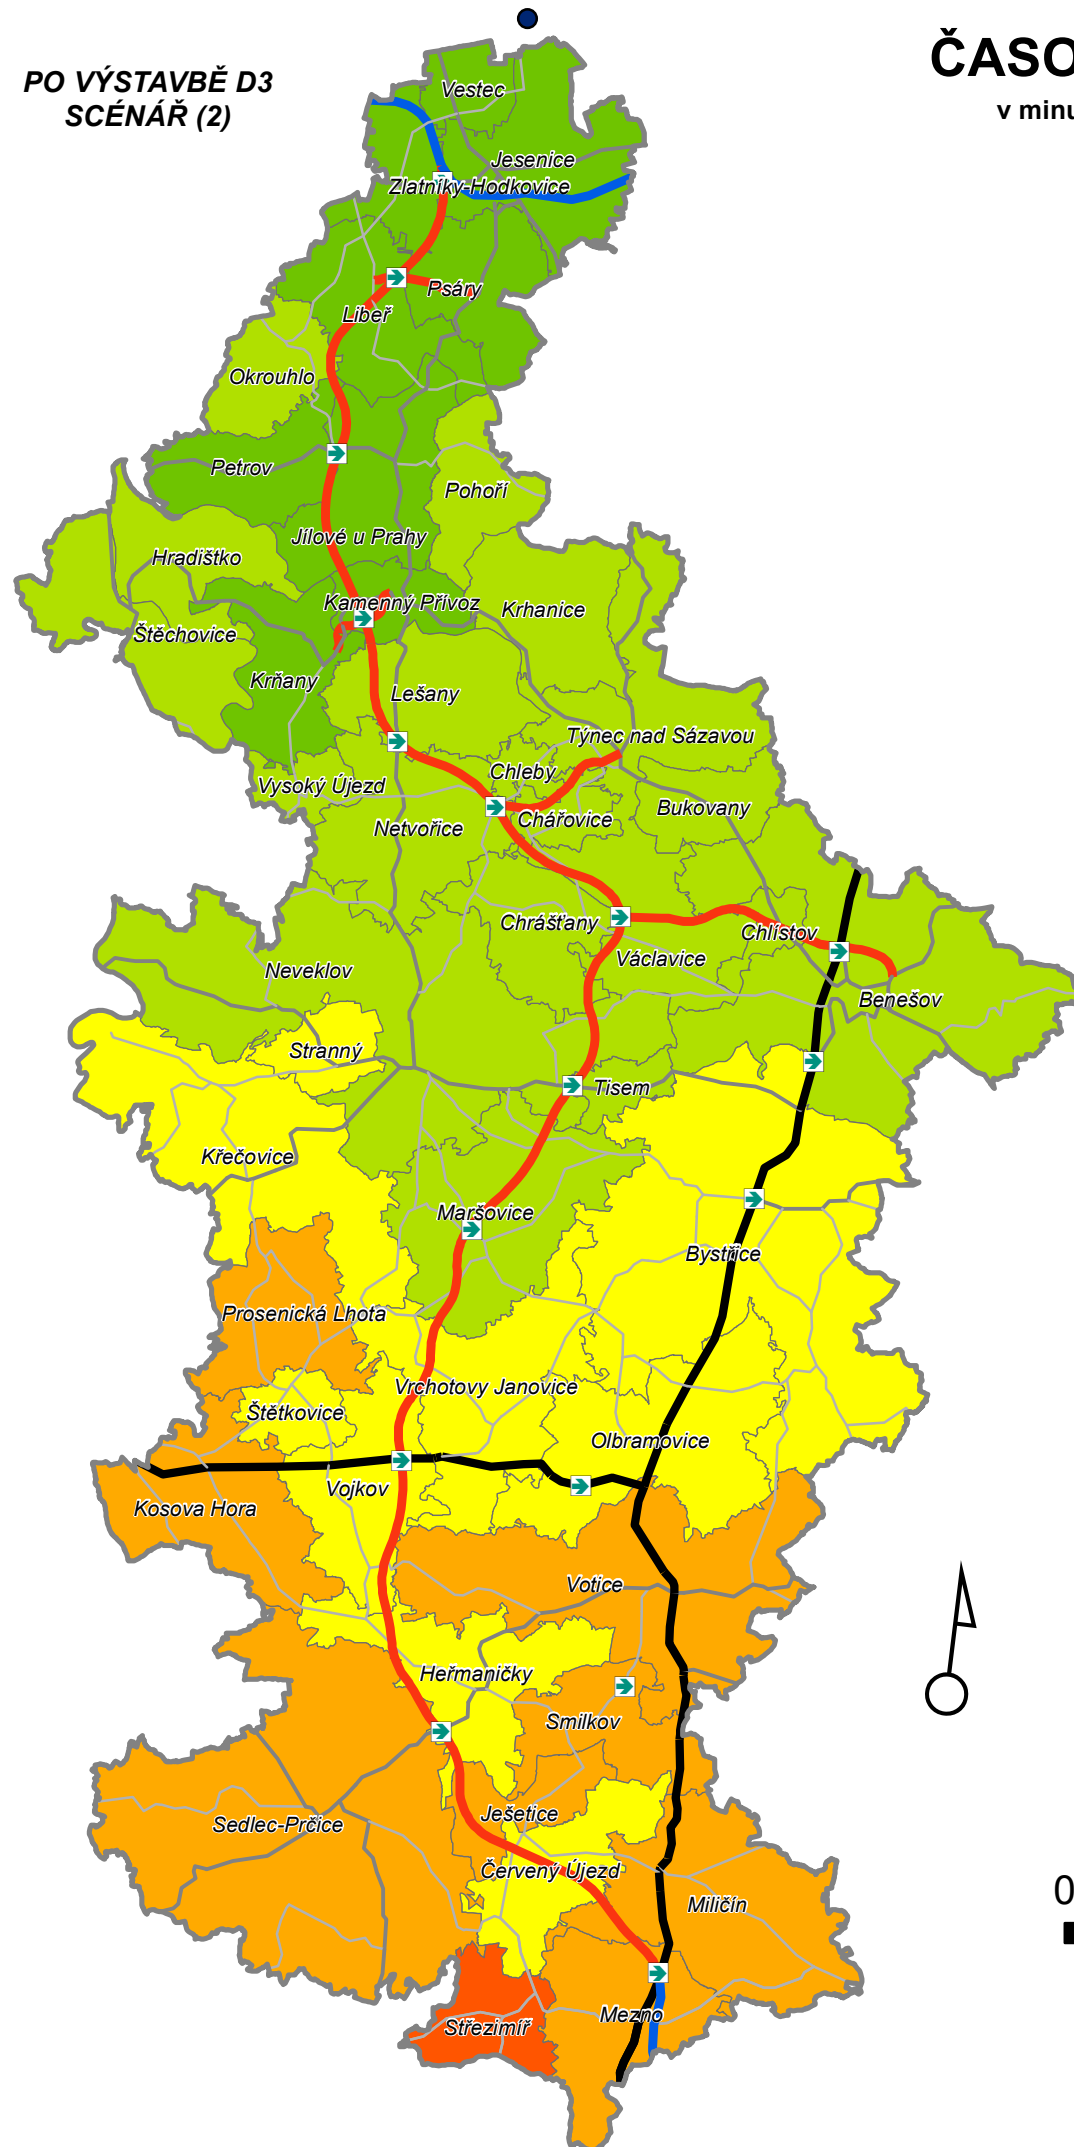 PO VÝSTAVBĚ D3
SCÉNÁŘ (2)
ČASO
v minu
Vestec
Jesenice
Zlatníky-Hodkovice
Psáry
Libeř
Okrouhlo
Petrov
Pohoří
Jílové u Prahy
Hradištko
Kamenný Přívoz
Krhanice
Štěchovice
Krňany
Lešany
Týnec nad Sázavou
Chleby
Vysoký Újezd
Bukovany
Chářovice
Netvořice
Chrášťany
Chlístov
Václavice
Neveklov
Benešov
Stranný
Tisem
Křečovice
Maršovice
Bystřice
Prosenická Lhota
Vrchotovy Janovice
Štětkovice
Olbramovice
Vojkov
Kosova Hora
Votice
Heřmaničky
Smilkov
Ješetice
Sedlec-Prčice
Červený Újezd
0
Miličín
Mezno
Střezimíř